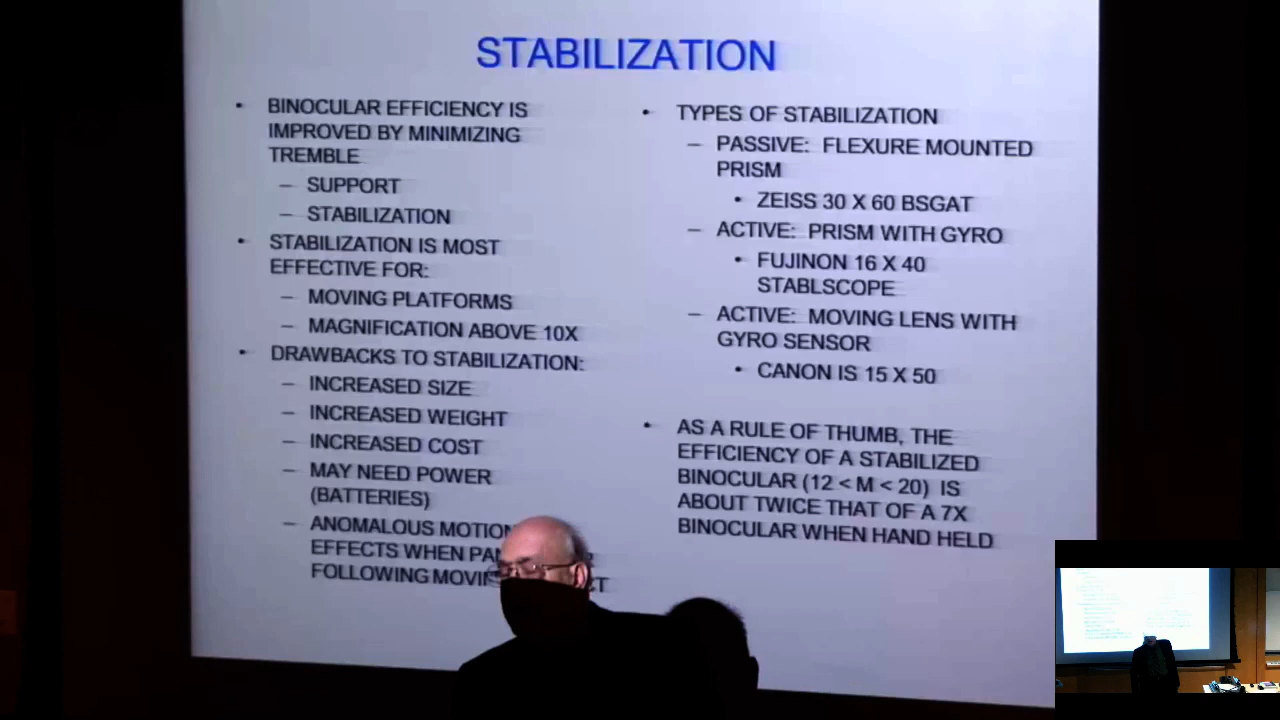 STABILIZATION
• BINOCULAR EFFICIENCY IS
IMPROVED BY MINIMIZING
TREMBLE
– SUPPORT
– STABILIZATION
• STABILIZATION IS MOST
EFFECTIVE FOR:
– MOVING PLATFORMS
– MAGNIFICATION ABOVE 10X
• DRAWBACKS TO STABILIZATION:
– INCREASED SIZE
– INCREASED WEIGHT
– INCREASED COST
– MAY NEED POWER
(BATTERIES)
– ANOMALOUS MOTION
EFFECTS WHEN
FOLLOWING
• TYPES OF STABILIZATION
– PASSIVE: FLEXURE MOUNTED
PRISM
• ZEISS 30 X 60 BSGAT
– ACTIVE: PRISM WITH GYRO
• FUJINON 16 X 40
STABLSCOPE
– ACTIVE: MOVING LENS WITH
GYRO SENSOR
• CANON IS 15 X 50
• AS A RULE OF THUMB, THE
EFFICIENCY OF A STABILIZED
BINOCULAR (12 < M < 20) IS
ABOUT TWICE THAT OF A 7X
BINOCULAR WHEN HAND HELD